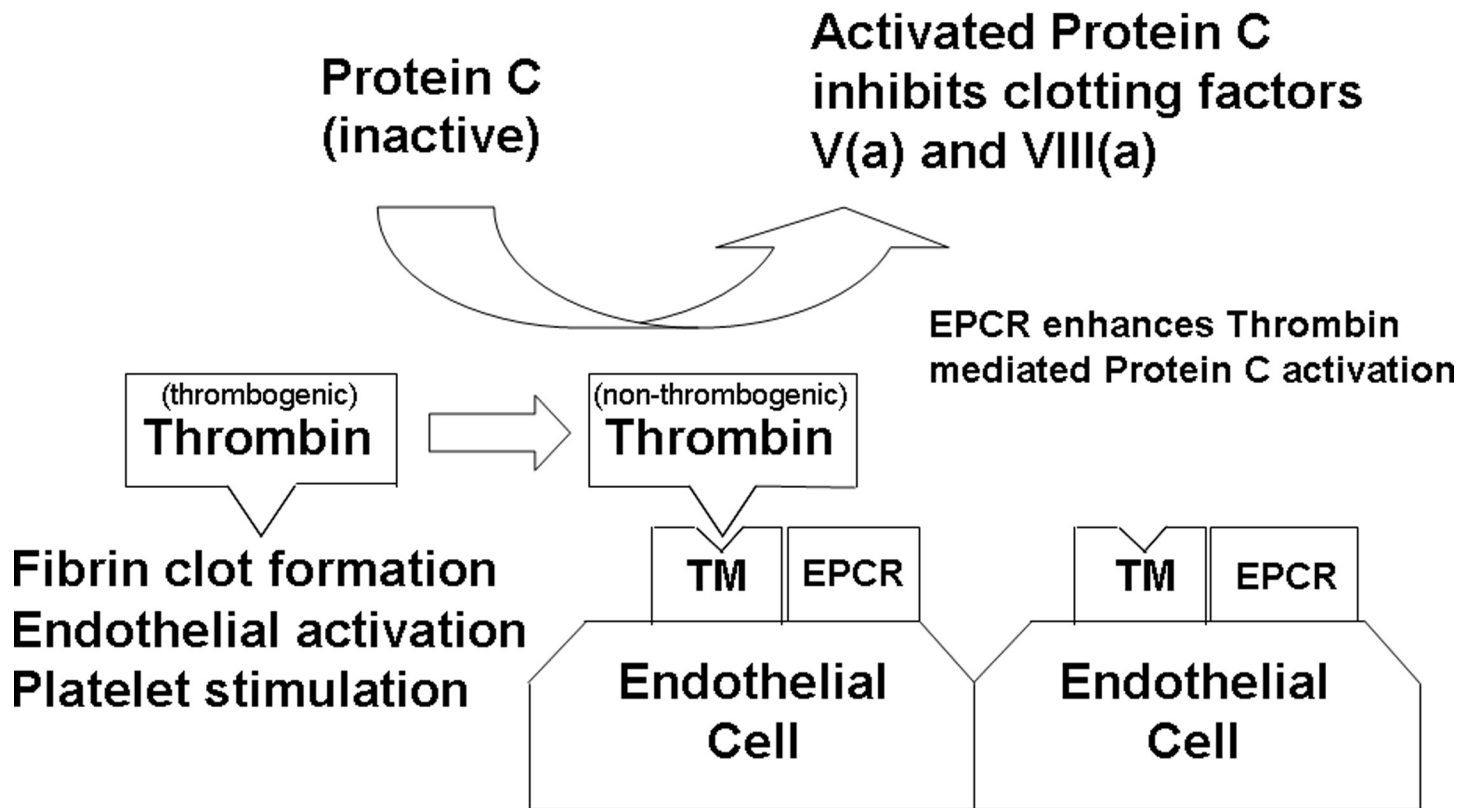 Protein C
(inactive)
Activated Protein C
inhibits clotting factors
V(a) and VIII(a)
EPCR enhances Thrombin
mediated Protein C activation
(thrombogenic)
Thrombin
(non-thrombogenic)
Thrombin
Fibrin clot formation
Endothelial activation
Platelet stimulation
TM
EPCR
TM
EPCR
Endothelial
Cell
Endothelial
Cell